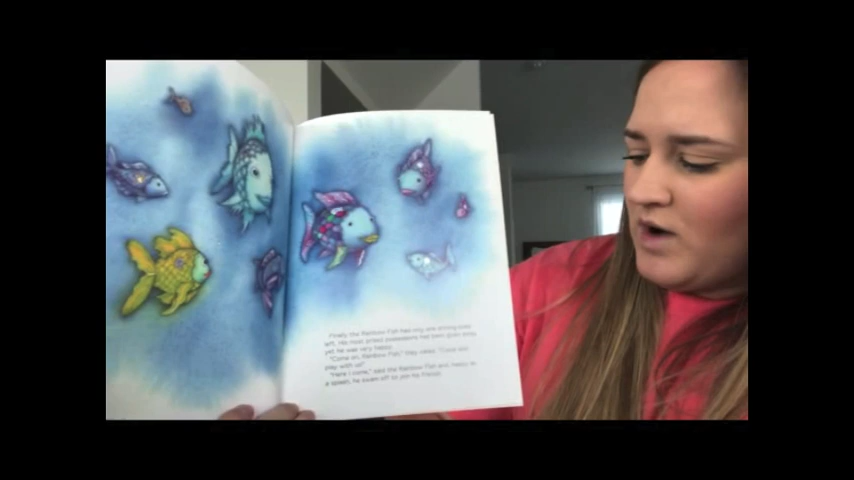 Finally the Rainbow Fish had only one shining scale
left. His most prized possessions had been given away,
yet he was very happy.
"Come on, Rainbow Fish," they called. "Come and
play with us!"
"Here I come," said the Rainbow Fish and, happy as
a splash, he swam off to join his friends.